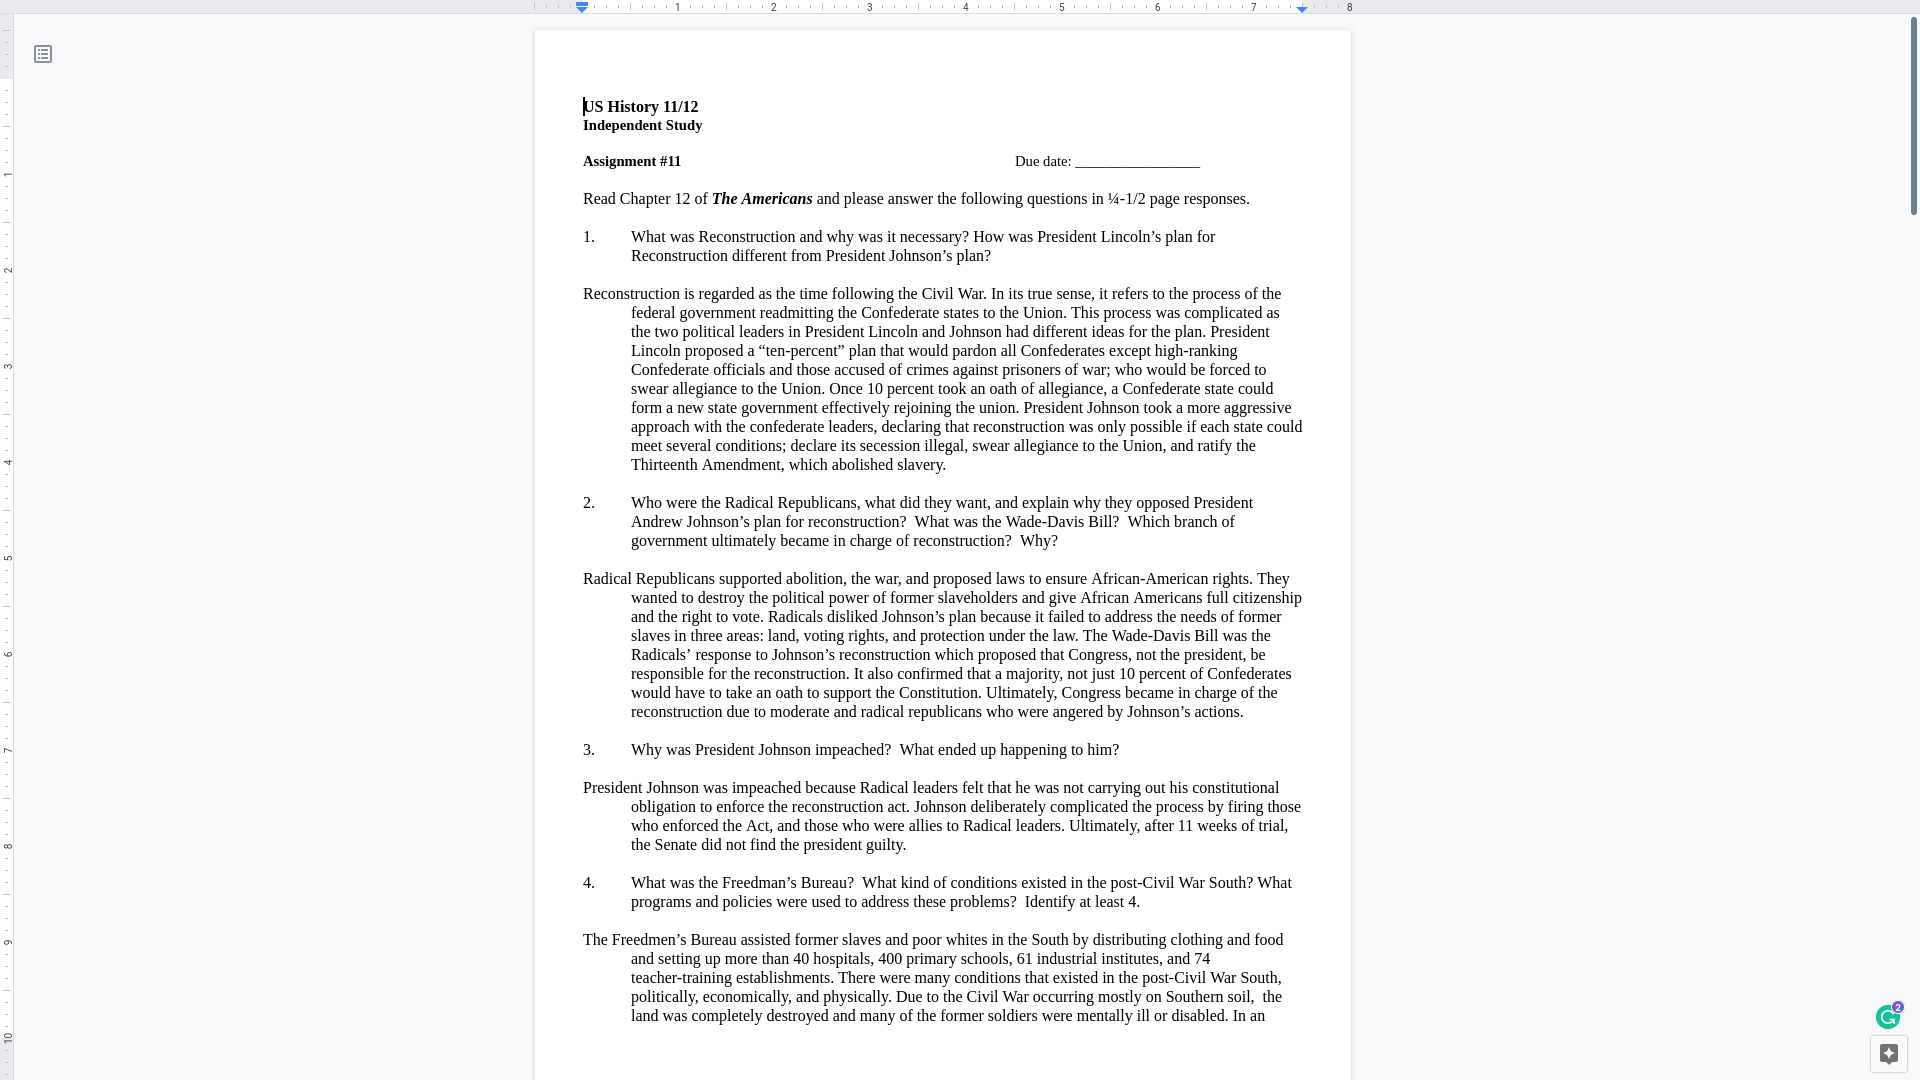 1 2 3 4 5 6 7 8
US History 11/12
Independent Study
Assignment #11 Due date: ________________
Read Chapter 12 of The Americans and please answer the following questions in ¼-1/2 page responses.
1. What was Reconstruction and why was it necessary? How was President Lincoln’s plan for
Reconstruction different from President Johnson’s plan?
Reconstruction is regarded as the time following the Civil War. In its true sense, it refers to the process of the
federal government readmitting the Confederate states to the Union. This process was complicated as
the two political leaders in President Lincoln and Johnson had different ideas for the plan. President
Lincoln proposed a “ten-percent” plan that would pardon all Confederates except high-ranking
Confederate officials and those accused of crimes against prisoners of war; who would be forced to
swear allegiance to the Union. Once 10 percent took an oath of allegiance, a Confederate state could
form a new state government effectively rejoining the union. President Johnson took a more aggressive
approach with the confederate leaders, declaring that reconstruction was only possible if each state could
meet several conditions; declare its secession illegal, swear allegiance to the Union, and ratify the
Thirteenth Amendment, which abolished slavery.
2. Who were the Radical Republicans, what did they want, and explain why they opposed President
Andrew Johnson’s plan for reconstruction?  What was the Wade-Davis Bill?  Which branch of
government ultimately became in charge of reconstruction?  Why?
Radical Republicans supported abolition, the war, and proposed laws to ensure African-American rights. They
wanted to destroy the political power of former slaveholders and give African Americans full citizenship
and the right to vote. Radicals disliked Johnson’s plan because it failed to address the needs of former
slaves in three areas: land, voting rights, and protection under the law. The Wade-Davis Bill was the
Radicals’ response to Johnson’s reconstruction which proposed that Congress, not the president, be
responsible for the reconstruction. It also confirmed that a majority, not just 10 percent of Confederates
would have to take an oath to support the Constitution. Ultimately, Congress became in charge of the
reconstruction due to moderate and radical republicans who were angered by Johnson’s actions.
3. Why was President Johnson impeached?  What ended up happening to him?
President Johnson was impeached because Radical leaders felt that he was not carrying out his constitutional
obligation to enforce the reconstruction act. Johnson deliberately complicated the process by firing those
who enforced the Act, and those who were allies to Radical leaders. Ultimately, after 11 weeks of trial,
the Senate did not find the president guilty.
4. What was the Freedman’s Bureau?  What kind of conditions existed in the post-Civil War South? What
programs and policies were used to address these problems?  Identify at least 4.
The Freedmen’s Bureau assisted former slaves and poor whites in the South by distributing clothing and food
and setting up more than 40 hospitals, 400 primary schools, 61 industrial institutes, and 74
teacher-training establishments. There were many conditions that existed in the post-Civil War South,
politically, economically, and physically. Due to the Civil War occurring mostly on Southern soil,  the
land was completely destroyed and many of the former soldiers were mentally ill or disabled. In an
1
2
3
4
5
6
7
8
9
10
2